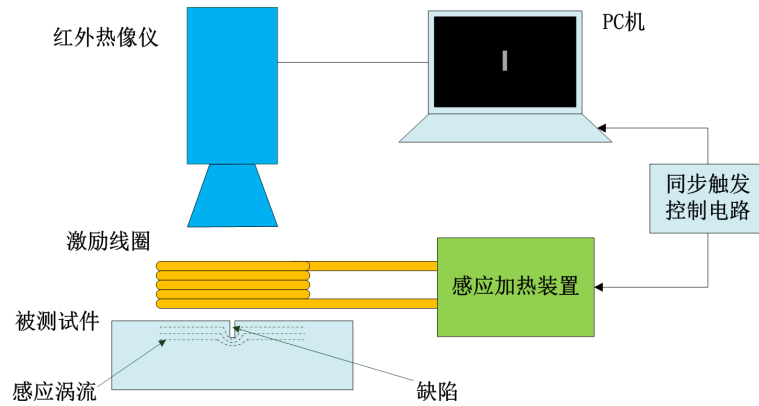 红外热像仪
PC机
同步触发
控制电路
激励线圈
感应加热装置
被测试件
感应涡流
缺陷